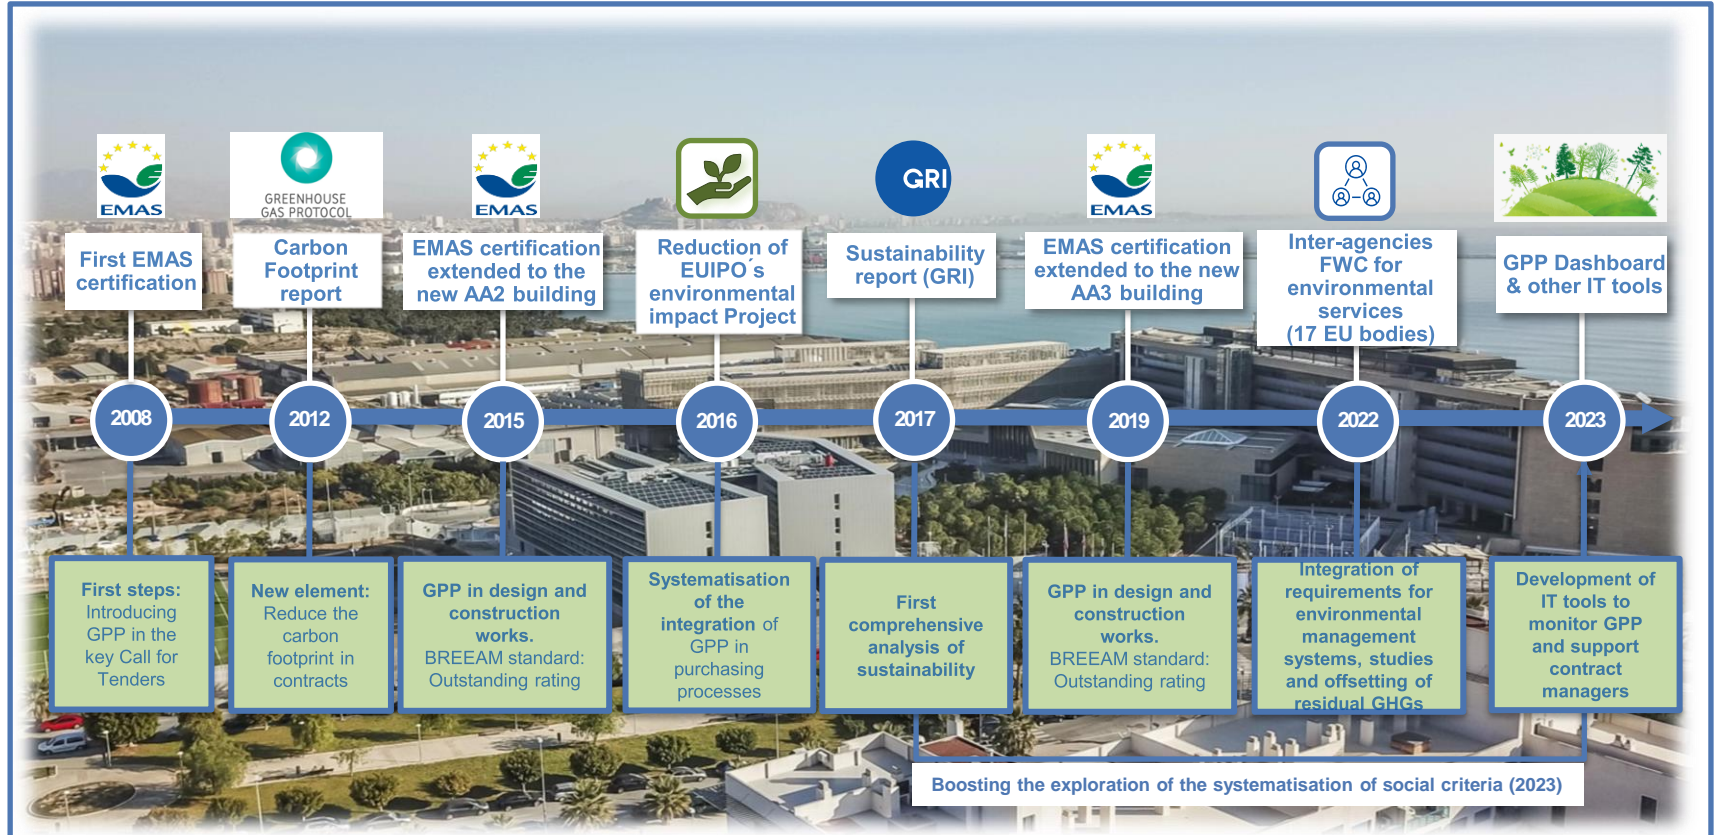 EMAS
GREENHOUSE
GAS PROTOCOL
EMAS
GRI
EMAS
First EMAS
certification
Carbon
Footprint
report
EMAS certification
extended to the
new AA2 building
Reduction of
EUIPO´s
environmental
impact Project
Sustainability
report (GRI)
EMAS certification
extended to the new
AA3 building
Inter-agencies
FWC for
environmental
services
(17 EU bodies)
GPP Dashboard
& other IT tools
2008
2012
2015
2016
2017
2019
2022
2023
First steps:
Introducing
GPP in the
key Call for
Tenders
New element:
Reduce the
carbon
footprint in
contracts
GPP in design and
construction
works.
BREEAM standard:
Outstanding rating
Systematisation
of the
integration of
GPP in
purchasing
processes
First
comprehensive
analysis of
sustainability
GPP in design and
construction
works.
BREEAM standard:
Outstanding rating
Integration of
requirements for
environmental
management
systems, studies
and offsetting of
residual GHGs
Development of
IT tools to
monitor GPP
and support
contract
managers
Boosting the exploration of the systematisation of social criteria (2023)